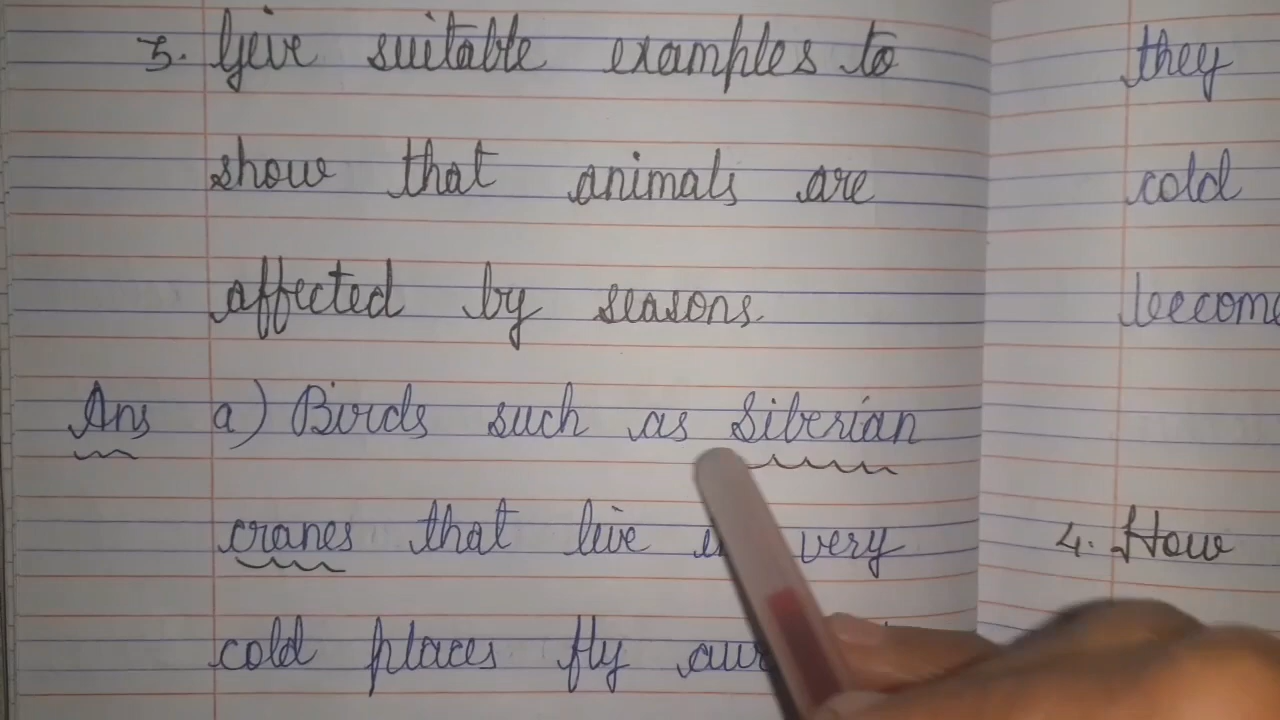 5. Give suitable examples to
show that animals are
affected by seasons
Ans a) Birds such as Siberian
cranes that live very
cold places fly
they
cold
become
4. How